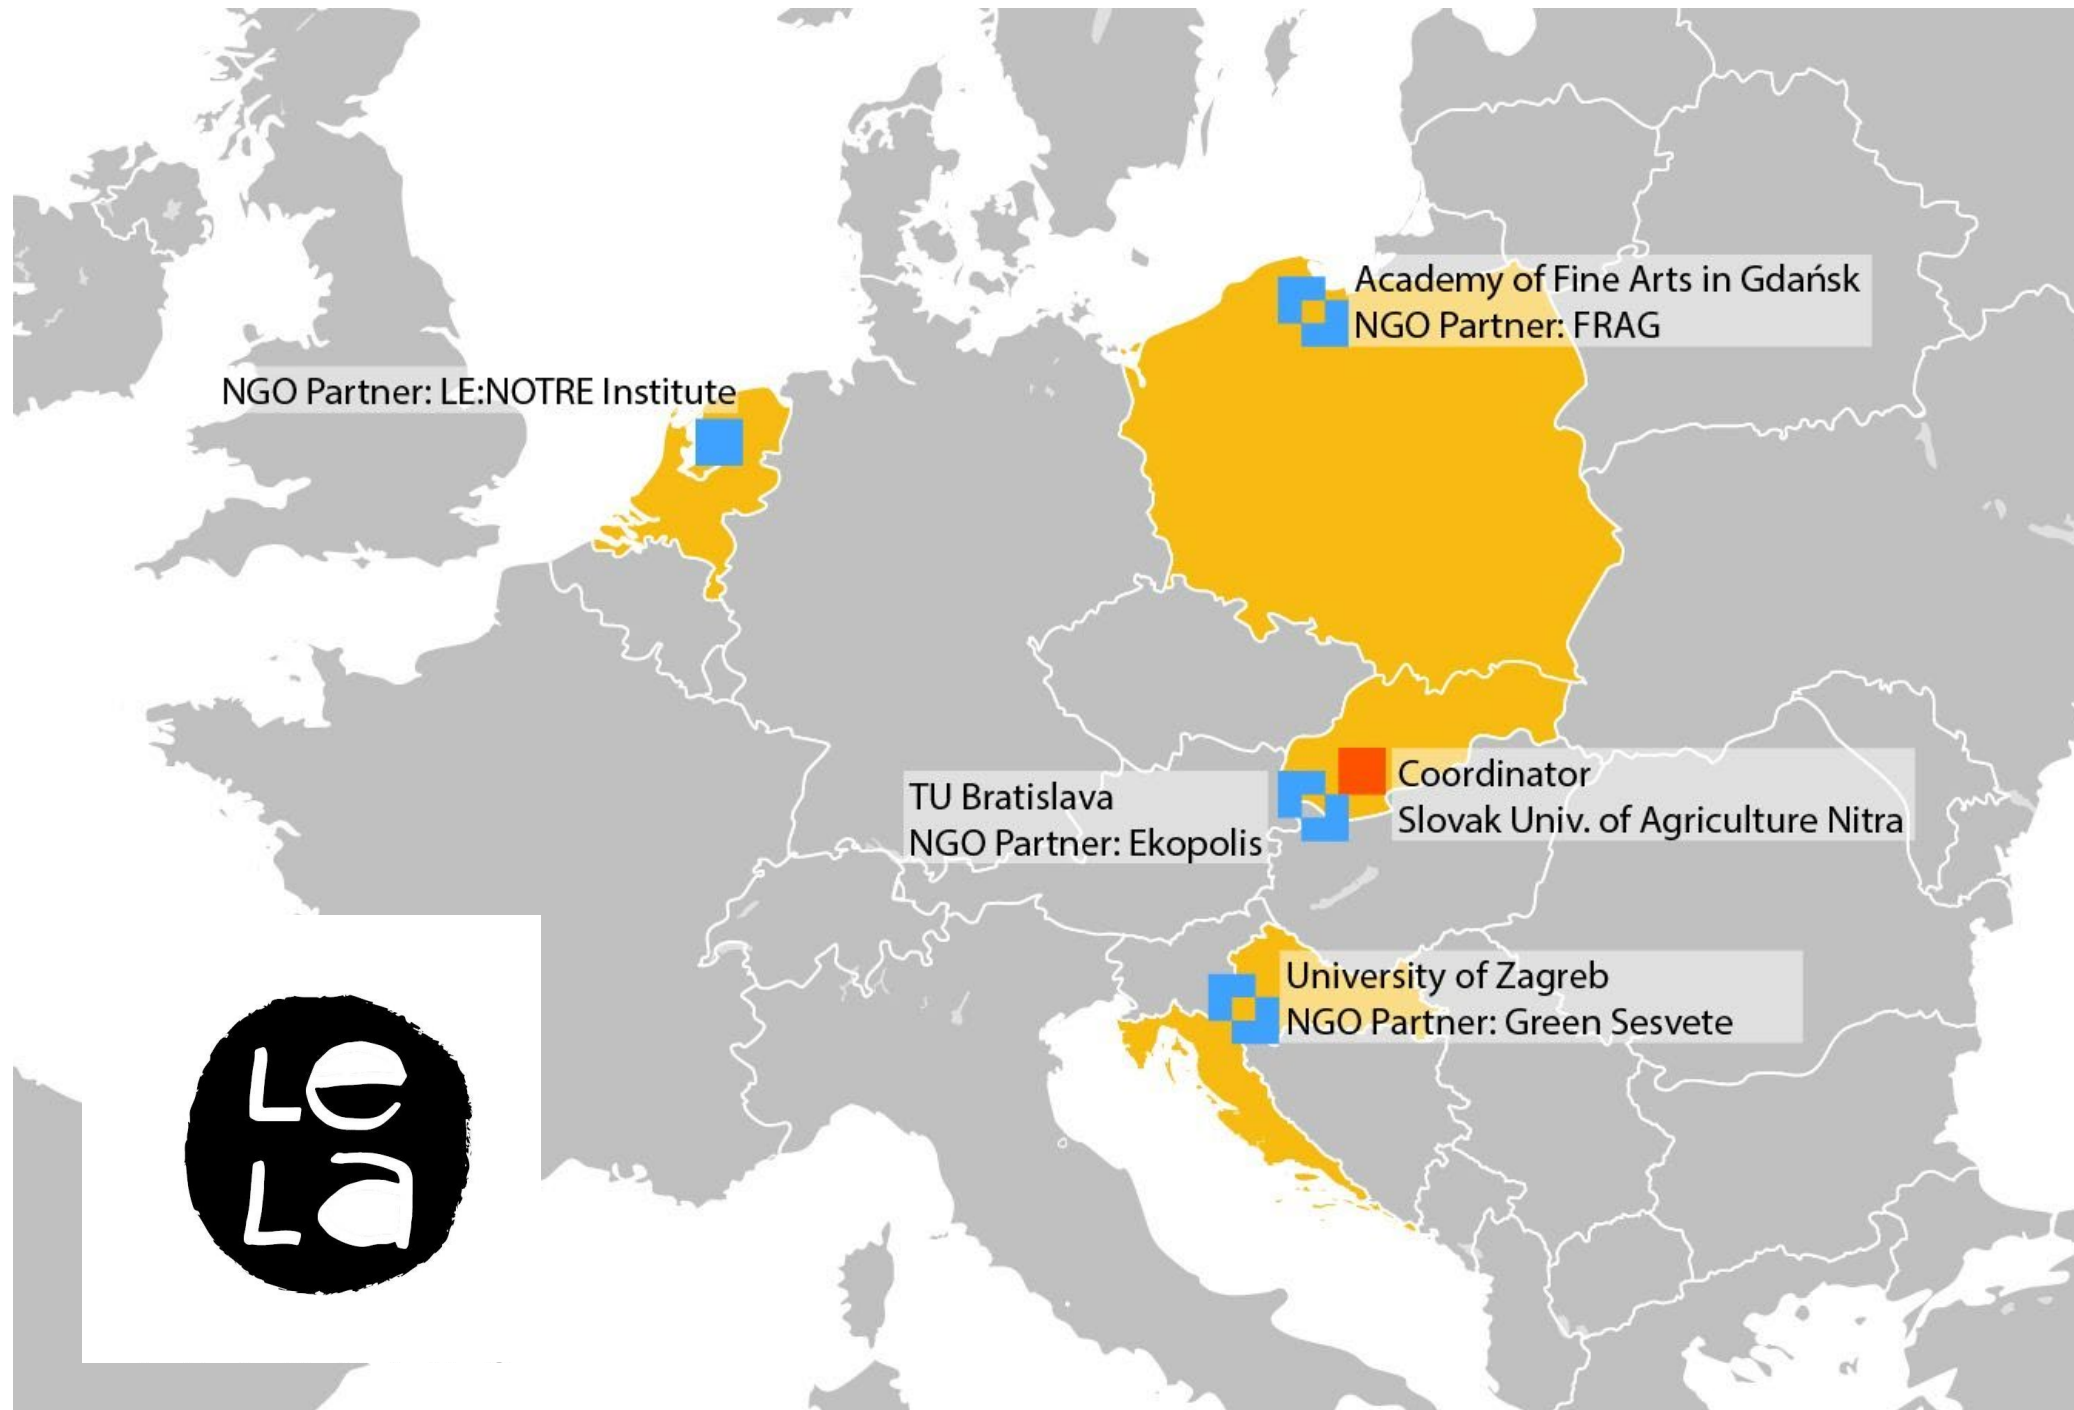 Academy of Fine Arts in Gdańsk
NGO Partner: FRAG
NGO Partner: LE:NOTRE Institute
Coordinator
Slovak Univ. of Agriculture Nitra
TU Bratislava
NGO Partner: Ekopolis
University of Zagreb
NGO Partner: Green Sesvete
Le
La